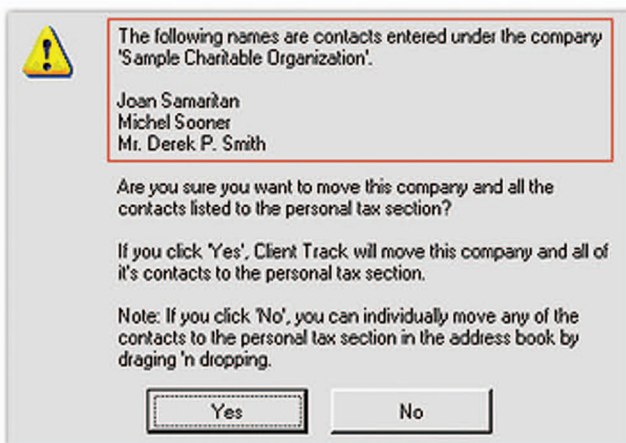 The following names are contacts entered under the company
'Sample Charitable Organization'.
Joan Samaritan
Michel Sooner
Mr. Derek P. Smith
Are you sure you want to move this company and all the
contacts listed to the personal tax section?
If you click 'Yes', Client Track will move this company and all of
it's contacts to the personal tax section.
Note: If you click 'No', you can individually move any of the
contacts to the personal tax section in the address book by
draging 'n dropping.
Yes No